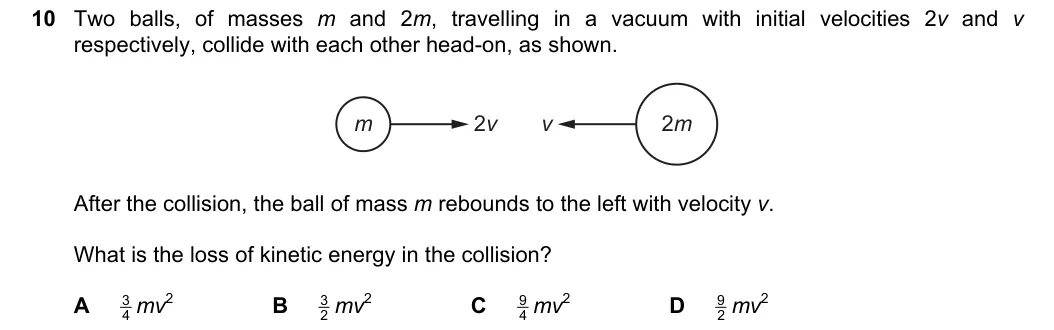 10 Two balls, of masses m and 2m, travelling in a vacuum with initial velocities 2v and v
respectively, collide with each other head-on, as shown.
m 2v v 2m
After the collision, the ball of mass m rebounds to the left with velocity v.
What is the loss of kinetic energy in the collision?
A 3/4 mv² B 3/2 mv² C 9/4 mv² D 9/2 mv²